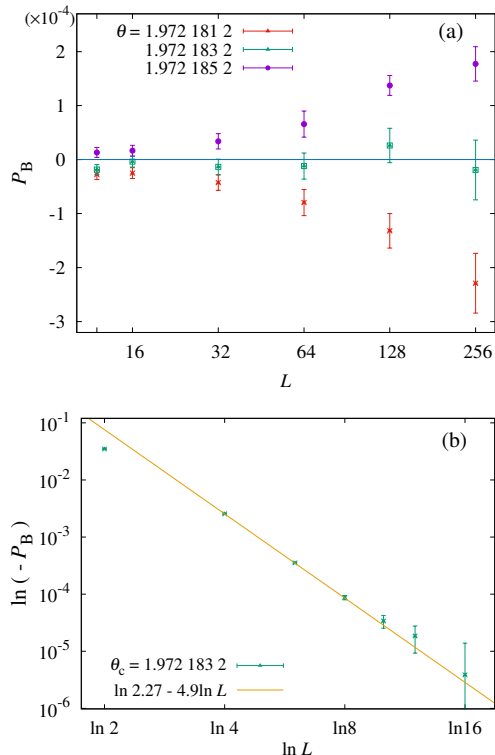 (×10⁻⁴)
θ = 1.972 181 2
1.972 183 2
1.972 185 2
(a)
2
1
0
-1
-2
-3
P_B
16 32 64 128 256
L
(b)
10⁻¹
10⁻²
10⁻³
10⁻⁴
10⁻⁵
10⁻⁶
ln ( - P_B )
θ_c = 1.972 183 2
ln 2.27 - 4.9ln L
ln 2 ln 4 ln8 ln16
ln L